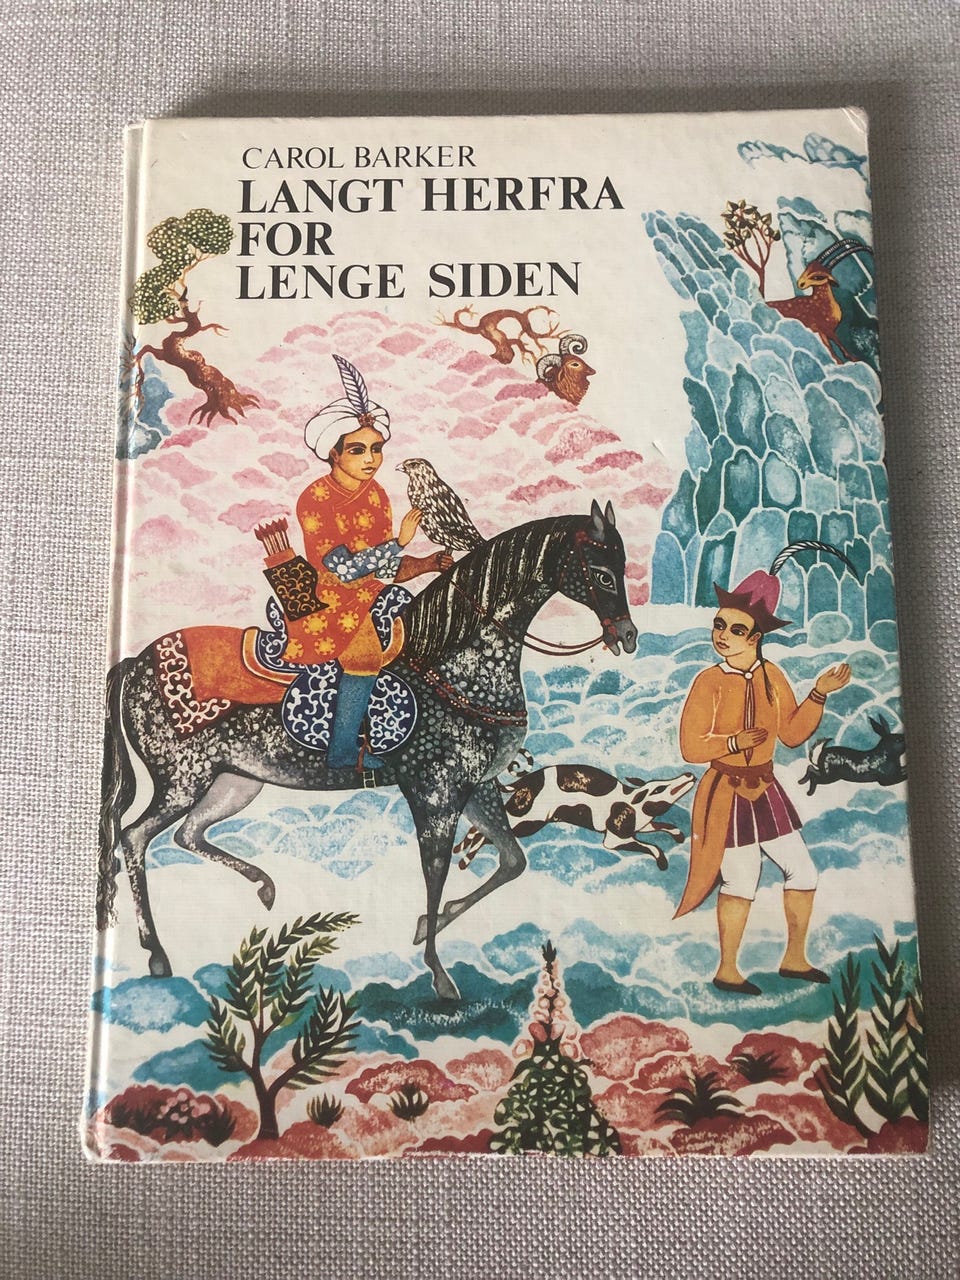 CAROL BARKER
LANGT HERFRA
FOR
LENGE SIDEN